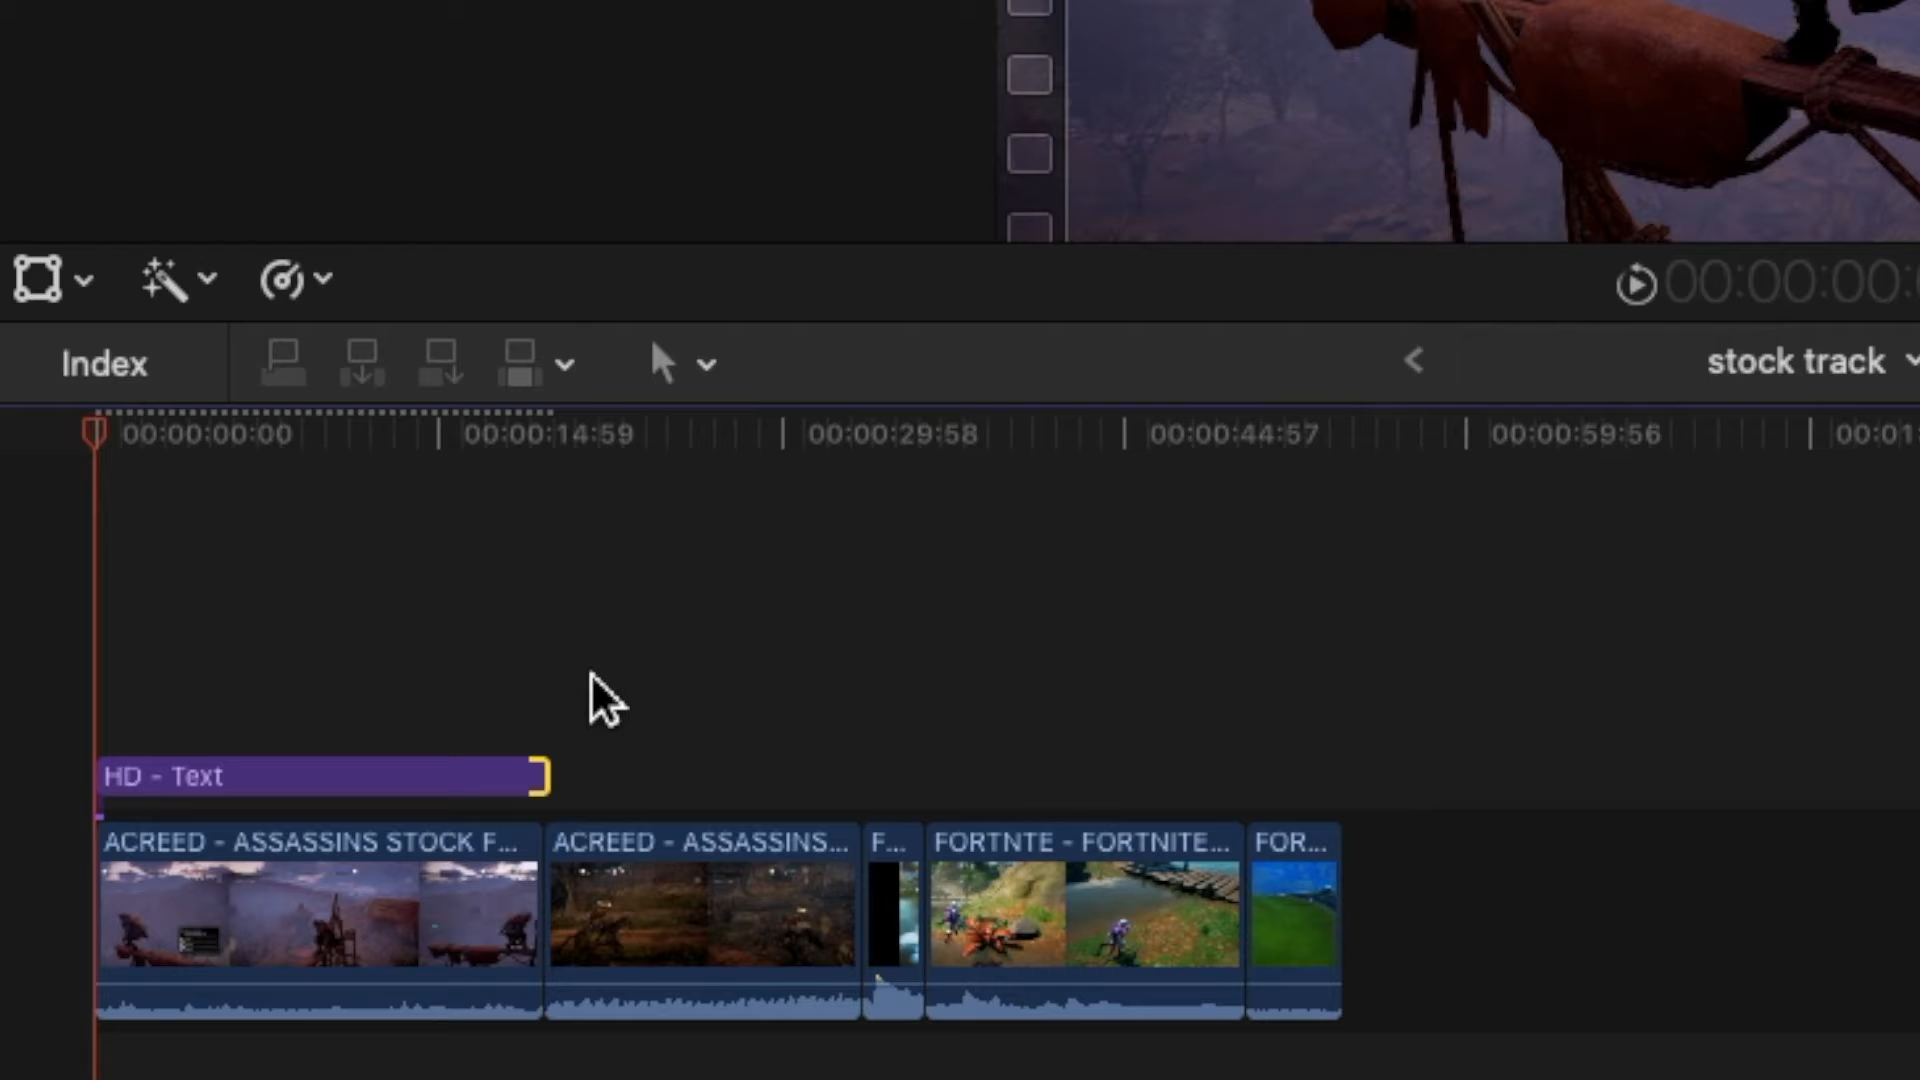 00:00:00:
Index
stock track
00:00:00:00 00:00:14:59 00:00:29:58 00:00:44:57 00:00:59:56 00:01:
HD - Text
ACREED - ASSASSINS STOCK F... ACREED - ASSASSINS... F... FORTNTE - FORTNITE... FOR...